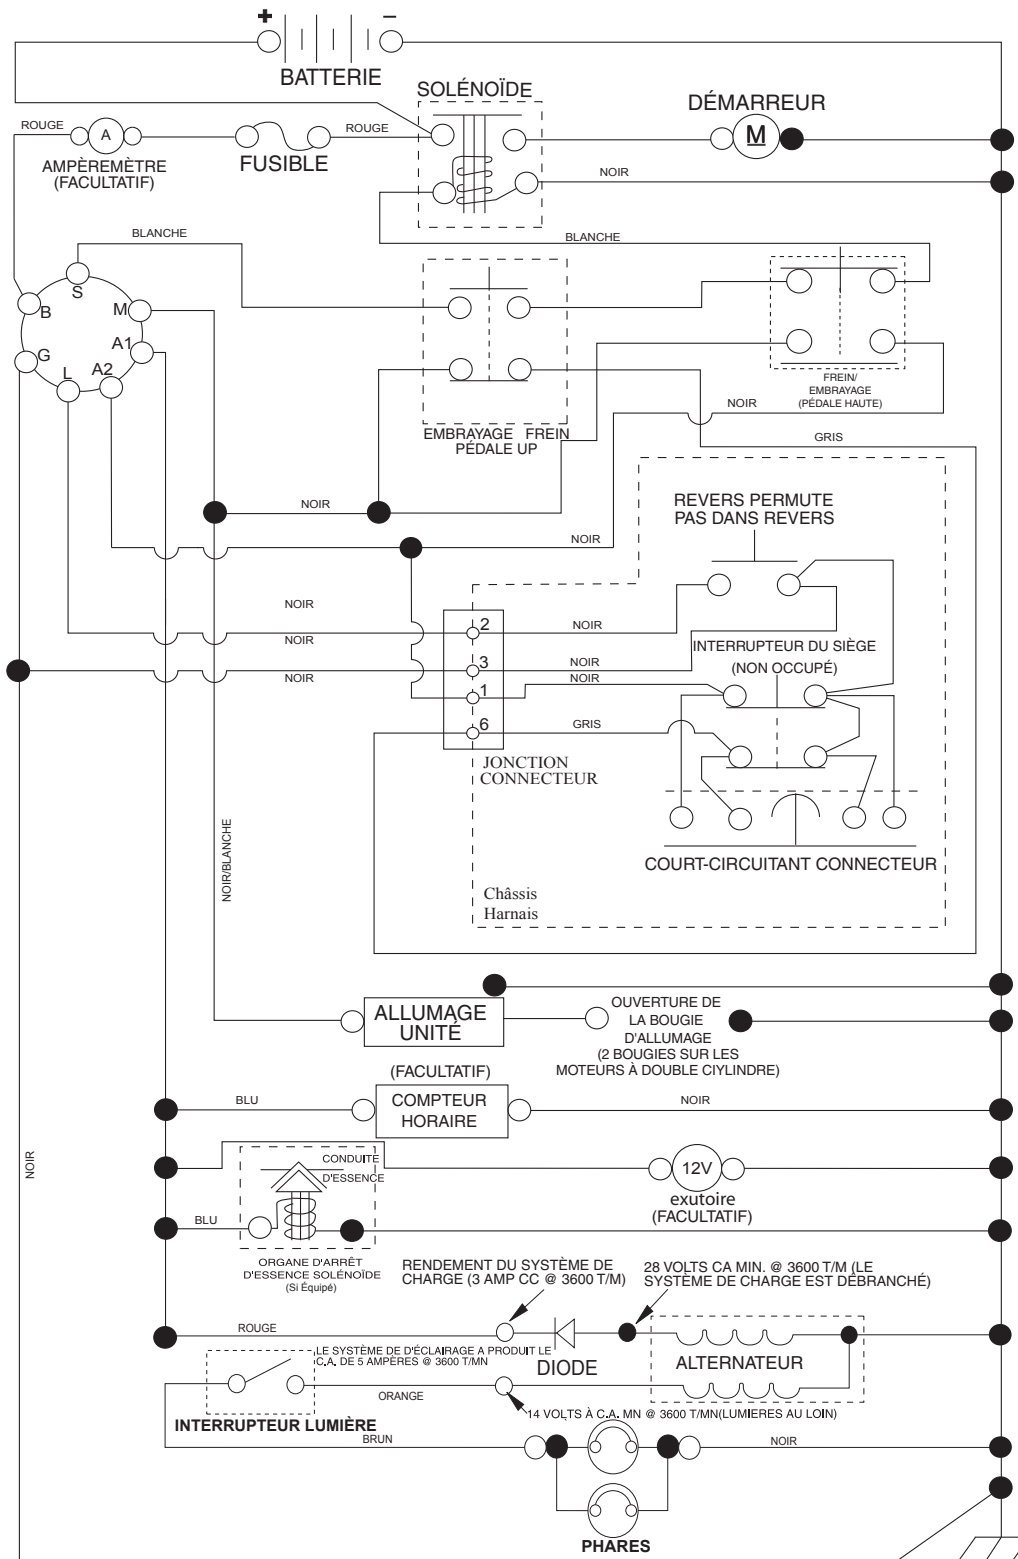 + −
BATTERIE
SOLÉNOÏDE
DÉMARREUR
ROUGE
A
ROUGE
M
AMPÈREMÈTRE
(FACULTATIF)
FUSIBLE
NOIR
BLANCHE
BLANCHE
S
B
M
G
A1
L
A2
FREIN/
EMBRAYAGE
(PÉDALE HAUTE)
NOIR
EMBRAYAGE FREIN
PÉDALE UP
GRIS
NOIR
REVERS PERMUTE
PAS DANS REVERS
NOIR
NOIR
2
NOIR
NOIR
INTERRUPTEUR DU SIÈGE
(NON OCCUPÉ)
3
NOIR
NOIR
NOIR
1
6
GRIS
JONCTION
CONNECTEUR
NOIR/BLANCHE
COURT-CIRCUITANT CONNECTEUR
Châssis
Harnais
ALLUMAGE
UNITÉ
OUVERTURE DE
LA BOUGIE
D'ALLUMAGE
(2 BOUGIES SUR LES
MOTEURS À DOUBLE CIYLINDRE)
(FACULTATIF)
BLU
COMPTEUR
HORAIRE
NOIR
NOIR
CONDUITE
D'ESSENCE
12V
exutoire
(FACULTATIF)
BLU
ORGANE D'ARRÊT
D'ESSENCE SOLÉNOÏDE
(Si Équipé)
RENDEMENT DU SYSTÈME DE
CHARGE (3 AMP CC @ 3600 T/M)
28 VOLTS CA MIN. @ 3600 T/M (LE
SYSTÈME DE CHARGE EST DÉBRANCHÉ)
ROUGE
DIODE
ALTERNATEUR
LE SYSTÈME DE D'ÉCLAIRAGE A PRODUIT LE
C.A. DE 5 AMPÈRES @ 3600 T/MN
ORANGE
INTERRUPTEUR LUMIÈRE
14 VOLTS À C.A. MN @ 3600 T/MN(LUMIERES AU LOIN)
BRUN
NOIR
PHARES